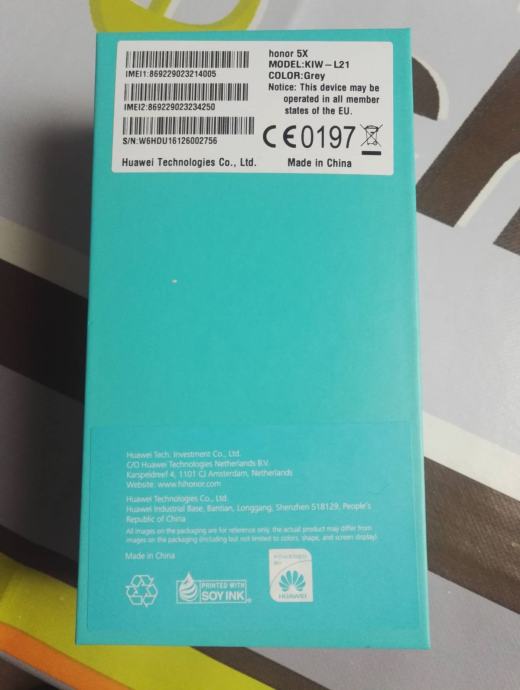 IMEI1:869229023214005
IMEI2:869229023234250
S/N:W6HDU16126002756
Huawei Technologies Co., Ltd.
honor 5X
MODEL:KIW-L21
COLOR:Grey
Notice: This device may be
operated in all member
states of the EU.
CE0197
Made in China
Huawei Tech. Investment Co., Ltd.
C/O Huawei Technologies Netherlands B.V.
Karspeldreef 4, 1101 CJ Amsterdam, Netherlands
Website: www.hihonor.com
Huawei Technologies Co., Ltd.
Huawei Industrial Base, Bantian, Longgang, Shenzhen 518129, People's
Republic of China
All images on the packaging are for reference only, the actual product may differ from
images on the packaging (including but not limited to colors, shape, and screen display).
Made in China
PRINTED WITH
SOY INK
HUAWEI